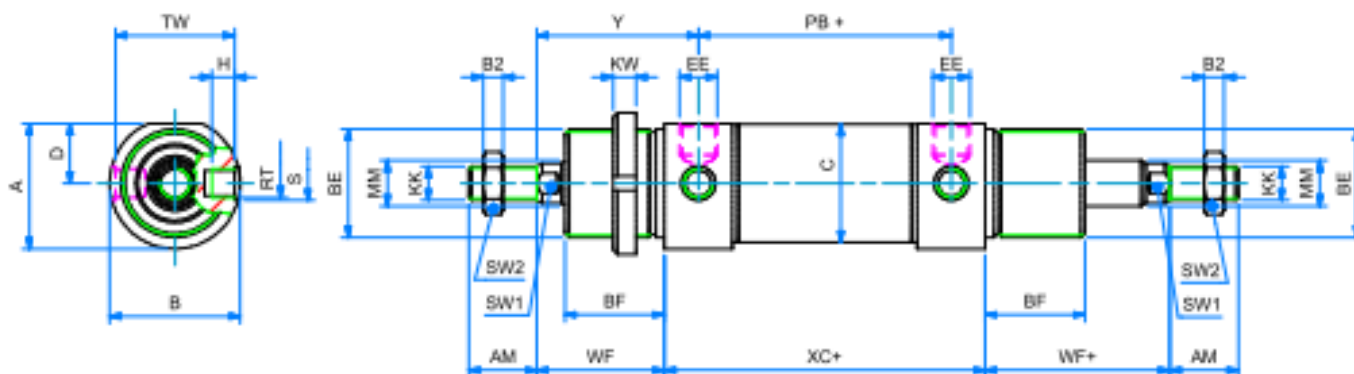 TW Y PB +
H B2 KW EE EE B2
A D RT S BE MM KK C KK MM BE
SW2 SW2
SW1 BF BF SW1
B
AM WF XC+ WF+ AM